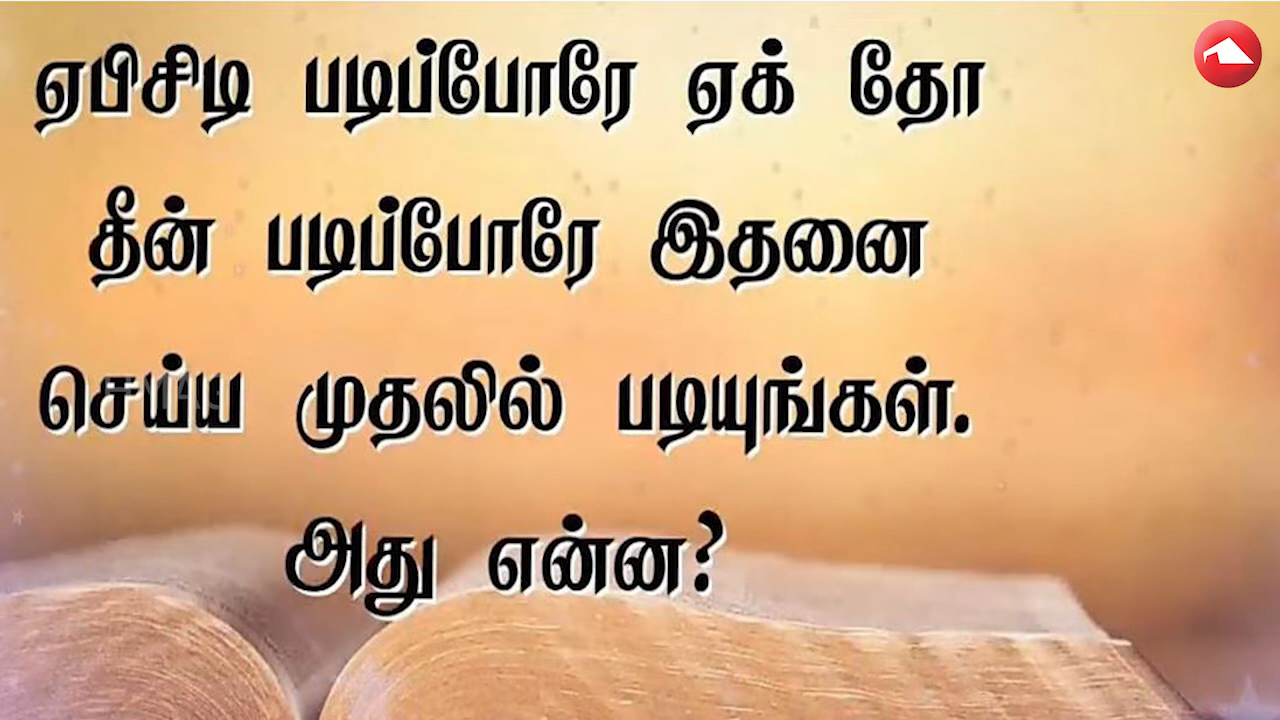 ஏபிசிடி படிப்போரே ஏக் தோ
தீன் படிப்போரே இதனை
செய்ய முதலில் படியுங்கள்.
அது என்ன?